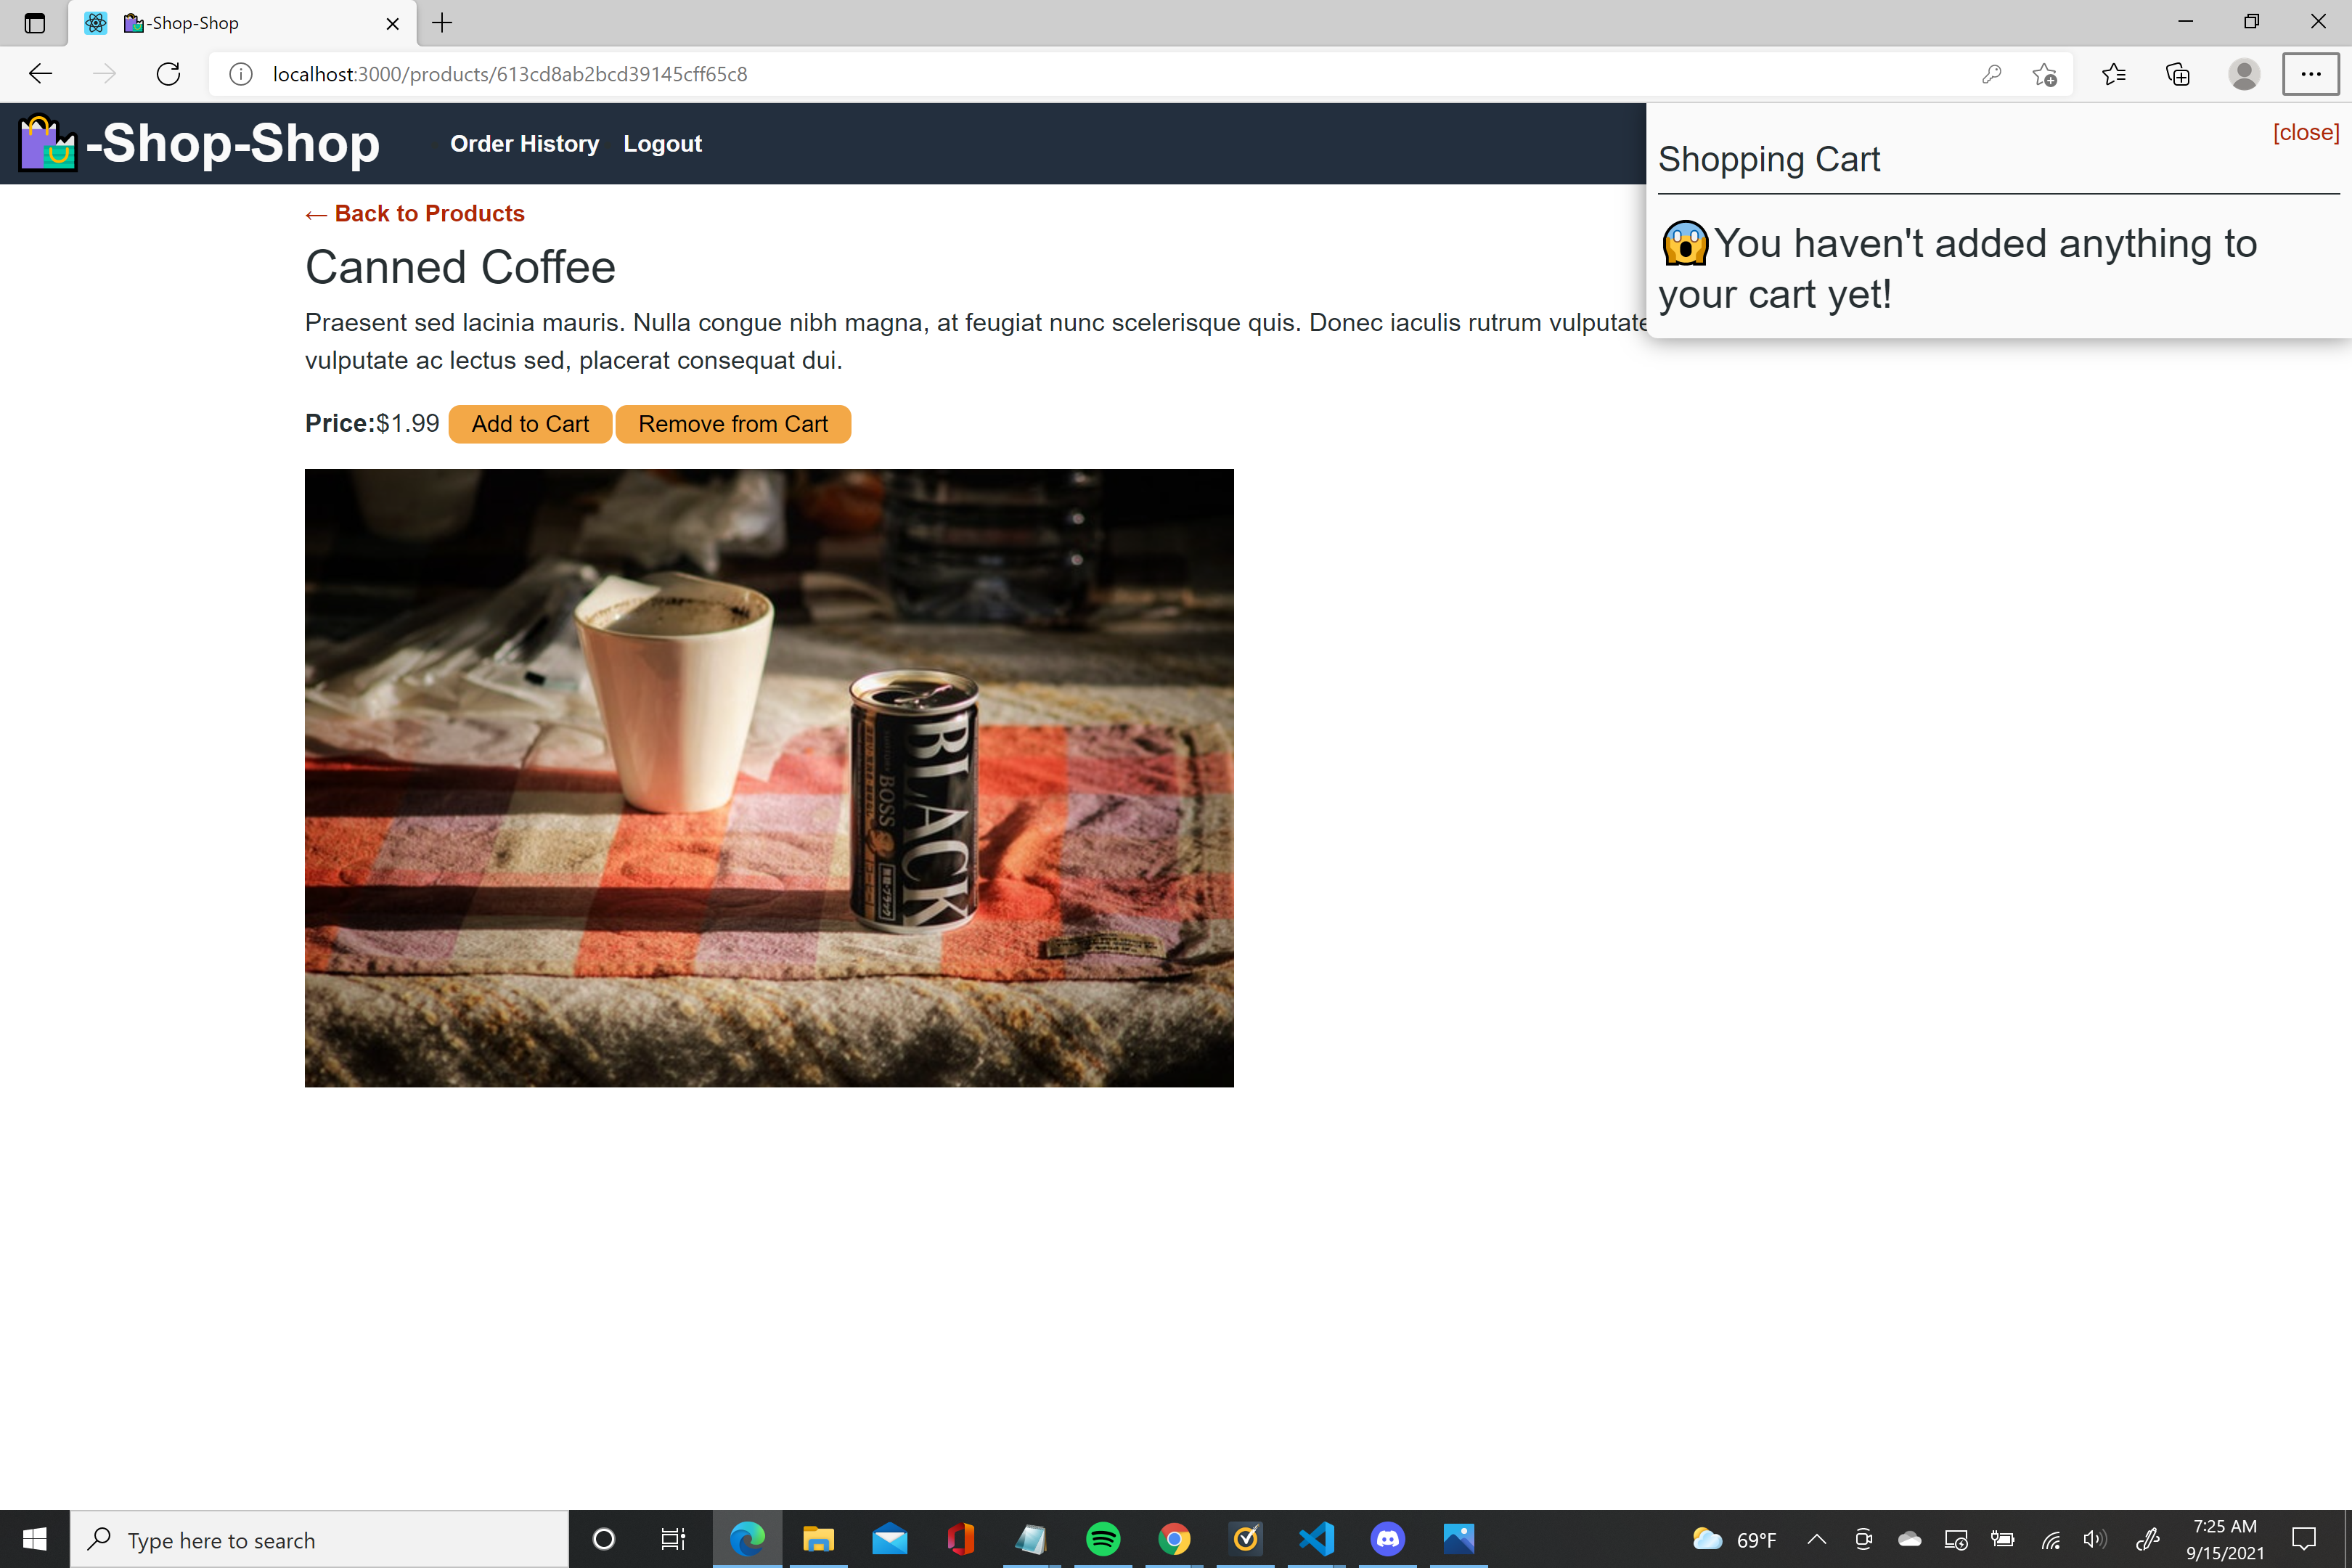 -Shop-Shop
localhost:3000/products/613cd8ab2bcd39145cff65c8
-Shop-Shop
Order History
Logout
[close]
Shopping Cart
😱You haven't added anything to
your cart yet!
← Back to Products
Canned Coffee
Praesent sed lacinia mauris. Nulla congue nibh magna, at feugiat nunc scelerisque quis. Donec iaculis rutrum vulputate
vulputate ac lectus sed, placerat consequat dui.
Price:$1.99
Add to Cart
Remove from Cart
BLACK
BOSS
Type here to search
69°F
7:25 AM
9/15/2021